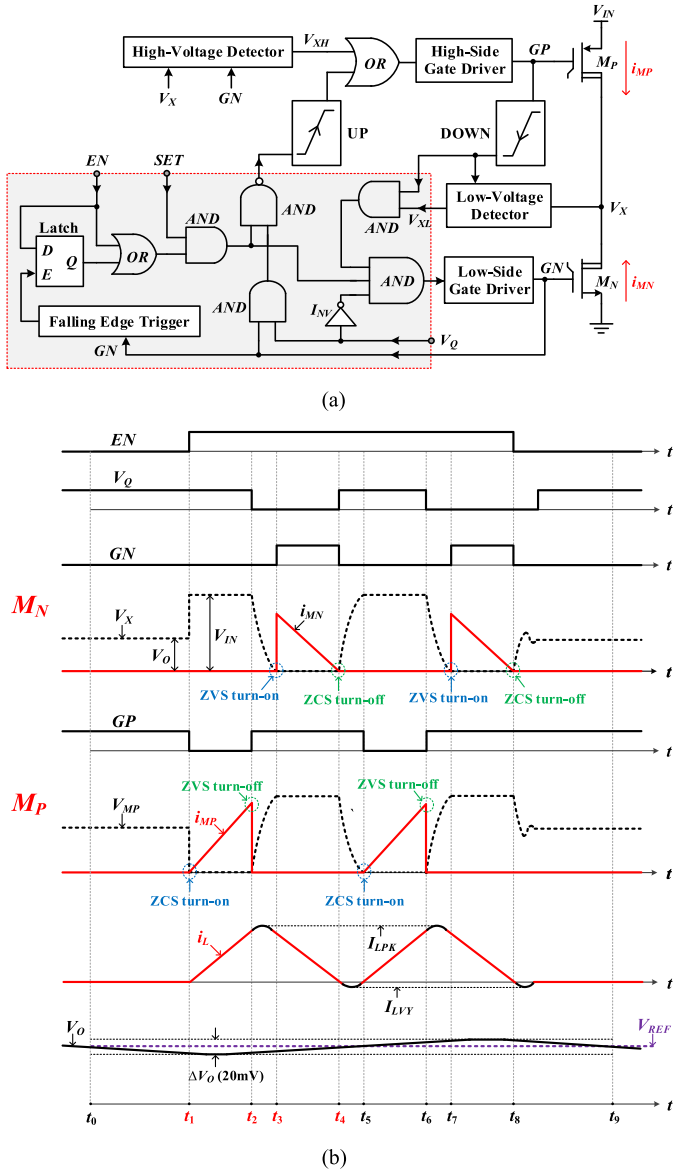 V_IN
V_XH
High-Voltage Detector
OR
High-Side Gate Driver
GP
M_P
i_MP
V_X
GN
UP
DOWN
EN
SET
AND
AND
V_XL
Low-Voltage Detector
V_X
Latch
D
Q
E
OR
AND
AND
AND
Low-Side Gate Driver
GN
M_N
i_MN
I_NV
Falling Edge Trigger
GN
V_Q
(a)
EN
t
V_Q
t
GN
t
M_N
V_X
V_O
V_IN
i_MN
t
ZVS turn-on
ZCS turn-off
ZVS turn-on
ZCS turn-off
GP
t
M_P
V_MP
ZVS turn-off
i_MP
ZVS turn-off
t
ZCS turn-on
ZCS turn-on
i_L
I_LPK
t
I_LVY
V_O
V_REF
ΔV_O (20mV)
t
t_0 t_1 t_2 t_3 t_4 t_5 t_6 t_7 t_8 t_9
(b)